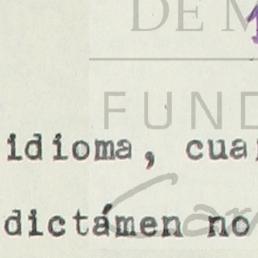 DE M
FUND
idioma, cua
dictámen no